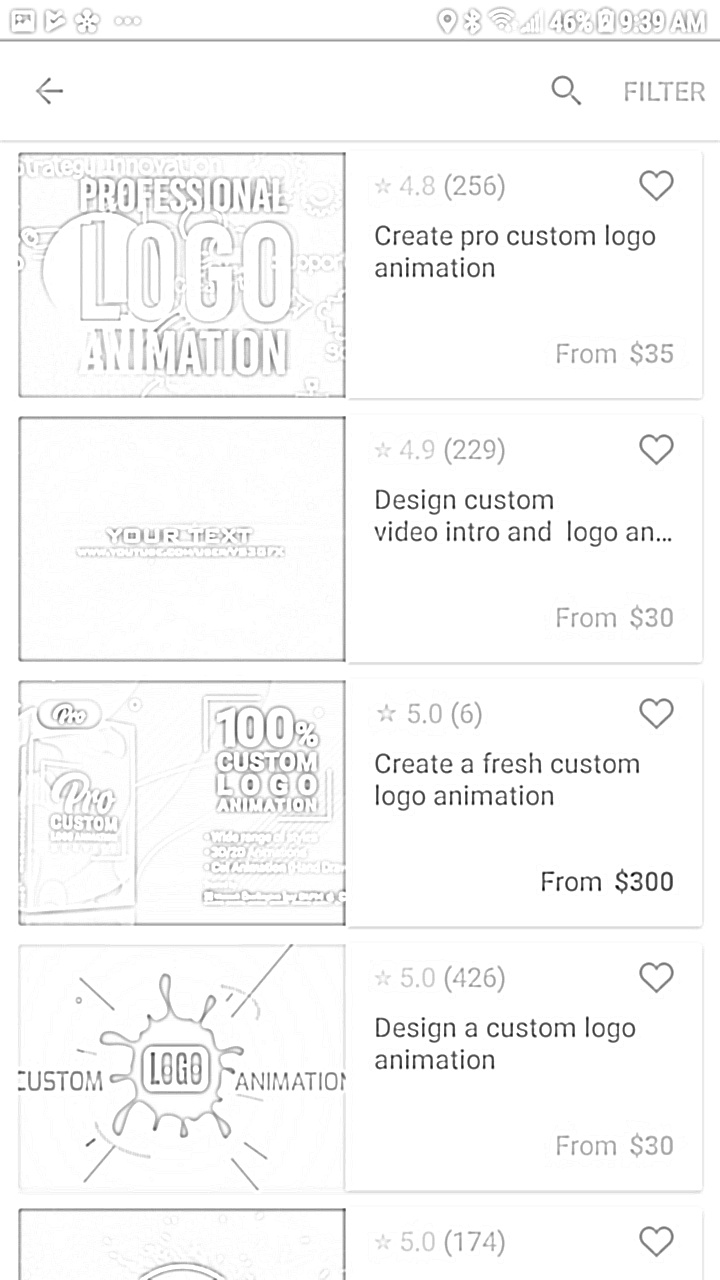 46% 9:39 AM
FILTER
Strategy Innovation
PROFESSIONAL
LOGO
ANIMATION
4.8 (256)
Create pro custom logo
animation
From $35
YOUR TEXT
4.9 (229)
Design custom
video intro and logo an...
From $30
Pro
Pro
CUSTOM
100%
CUSTOM
LOGO
ANIMATION
5.0 (6)
Create a fresh custom
logo animation
From $300
CUSTOM
LOGO
ANIMATION
5.0 (426)
Design a custom logo
animation
From $30
5.0 (174)